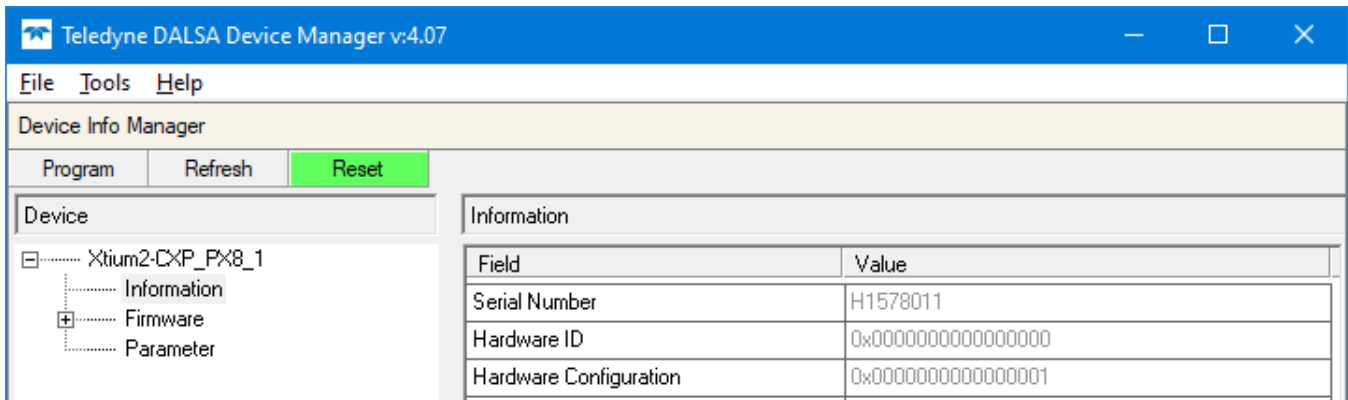 Teledyne DALSA Device Manager v:4.07
File Tools Help
Device Info Manager
Program Refresh Reset
Device
Xtium2-CXP_PX8_1
Information
Firmware
Parameter
Information
Field Value
Serial Number H1578011
Hardware ID 0x0000000000000000
Hardware Configuration 0x0000000000000001